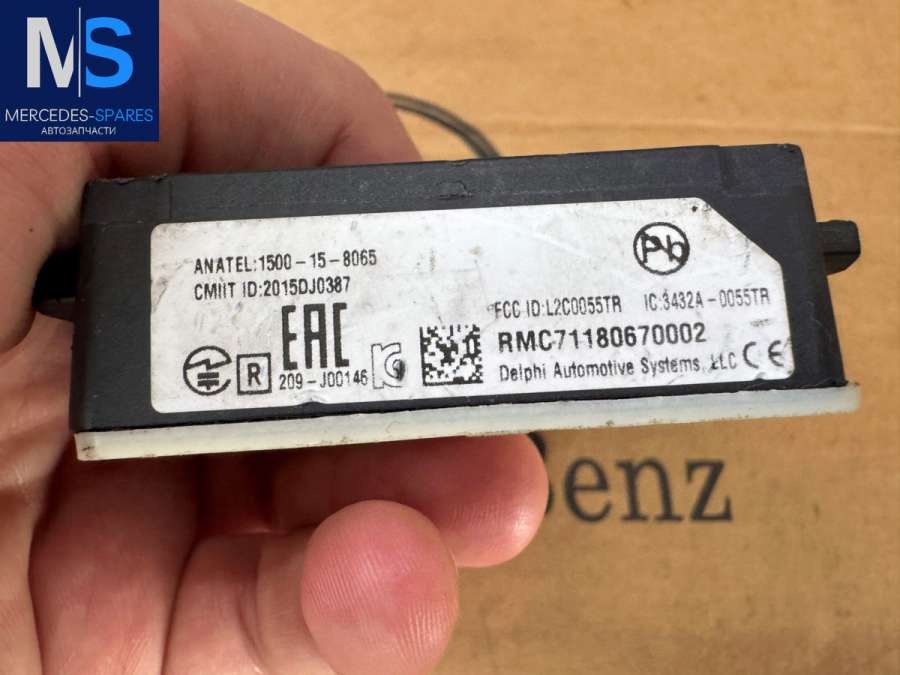 MS
MERCEDES-SPARES
АВТОЗАПЧАСТИ
ANATEL:1500-15-8065
CMIIT ID:2015DJ0387
Pb
FCC ID:L2C0055TR IC:3432A-0055TR
RMC71180670002
Delphi Automotive Systems, LLC CE
R
EAC
209-J00146
enz